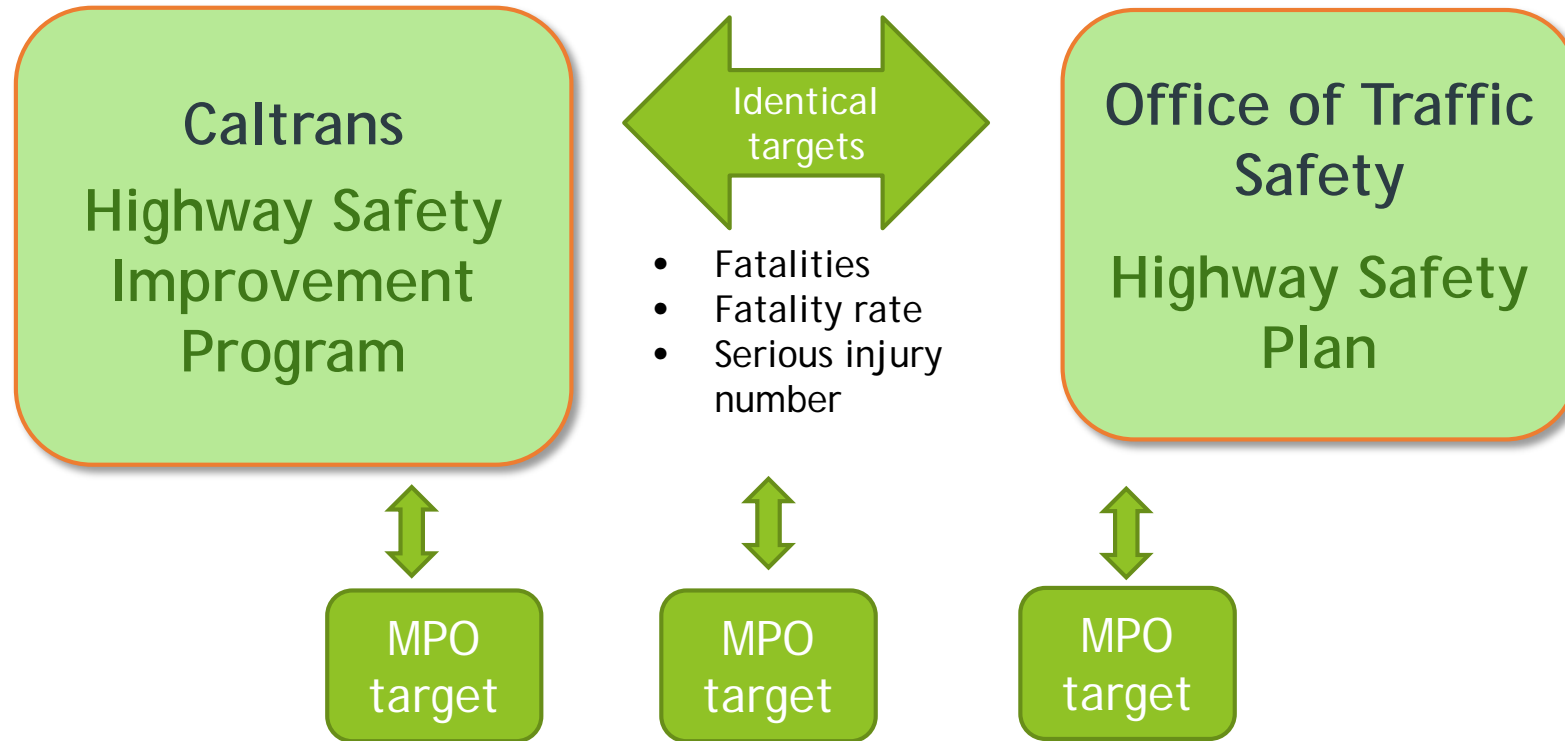 Caltrans
Highway Safety
Improvement
Program
Identical
targets
• Fatalities
• Fatality rate
• Serious injury
number
Office of Traffic
Safety
Highway Safety
Plan
MPO
target
MPO
target
MPO
target